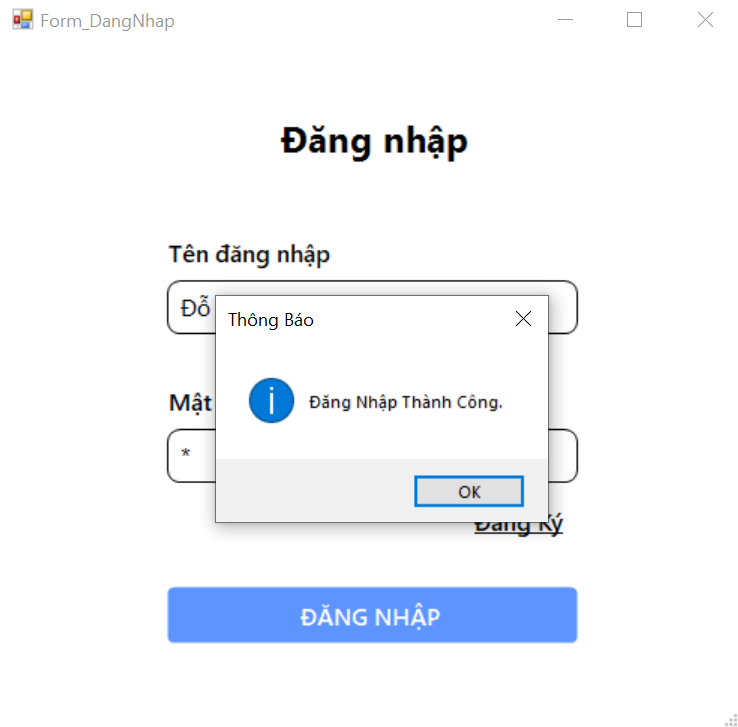 Form_DangNhap
Đăng nhập
Tên đăng nhập
Đỗ
Thông Báo
Mật
Đăng Nhập Thành Công.
*
OK
Đăng Ký
ĐĂNG NHẬP